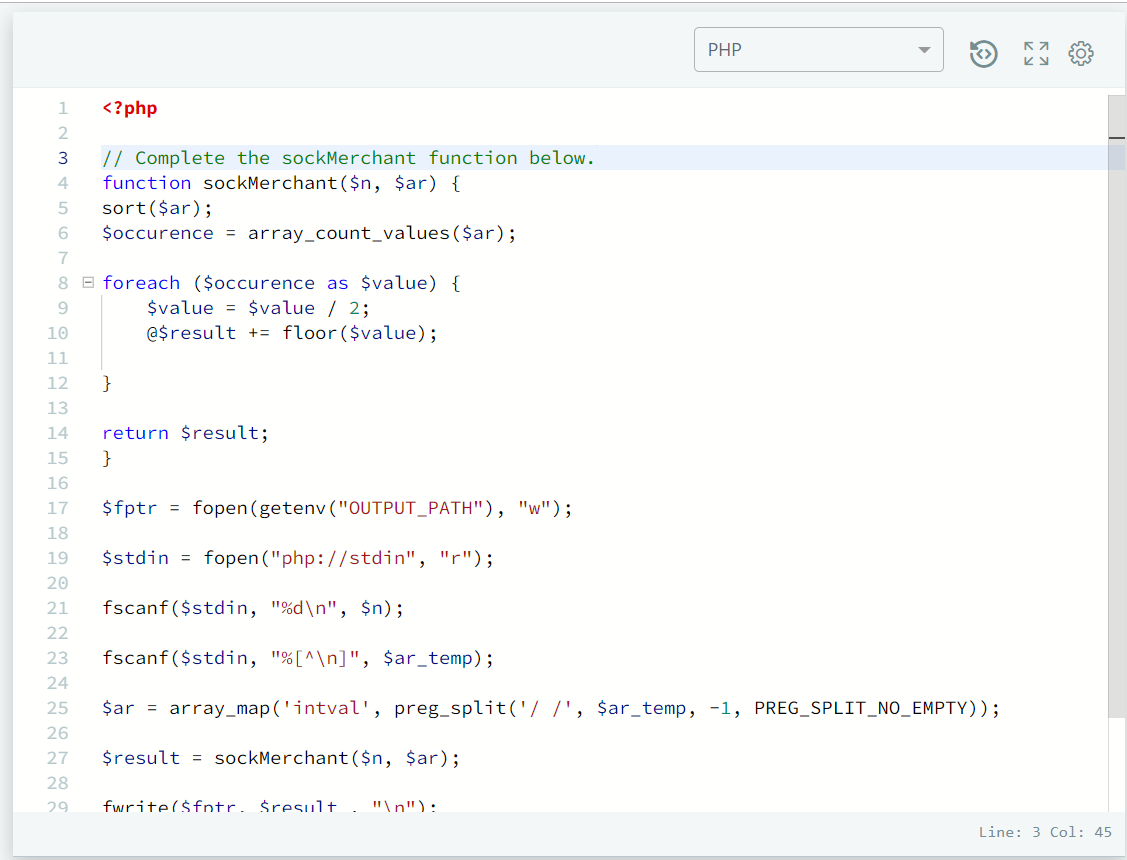 PHP
1 <?php
2
3 // Complete the sockMerchant function below.
4 function sockMerchant($n, $ar) {
5 sort($ar);
6 $occurence = array_count_values($ar);
7
8 foreach ($occurence as $value) {
9     $value = $value / 2;
10     @$result += floor($value);
11
12 }
13
14 return $result;
15 }
16
17 $fptr = fopen(getenv("OUTPUT_PATH"), "w");
18
19 $stdin = fopen("php://stdin", "r");
20
21 fscanf($stdin, "%d\n", $n);
22
23 fscanf($stdin, "%[^\n]", $ar_temp);
24
25 $ar = array_map('intval', preg_split('/ /', $ar_temp, -1, PREG_SPLIT_NO_EMPTY));
26
27 $result = sockMerchant($n, $ar);
28
29 fwrite($fptr, $result . "\n");
Line: 3 Col: 45